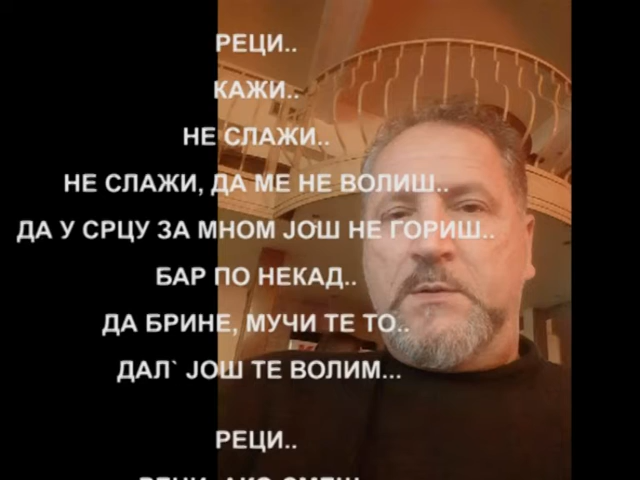 РЕЦИ..
КАЖИ..
НЕ СЛАЖИ..
НЕ СЛАЖИ, ДА МЕ НЕ ВОЛИШ..
ДА У СРЦУ ЗА МНОМ ЈОШ НЕ ГОРИШ..
БАР ПО НЕКАД..
ДА БРИНЕ, МУЧИ ТЕ ТО..
ДАЛ` ЈОШ ТЕ ВОЛИМ...
РЕЦИ..